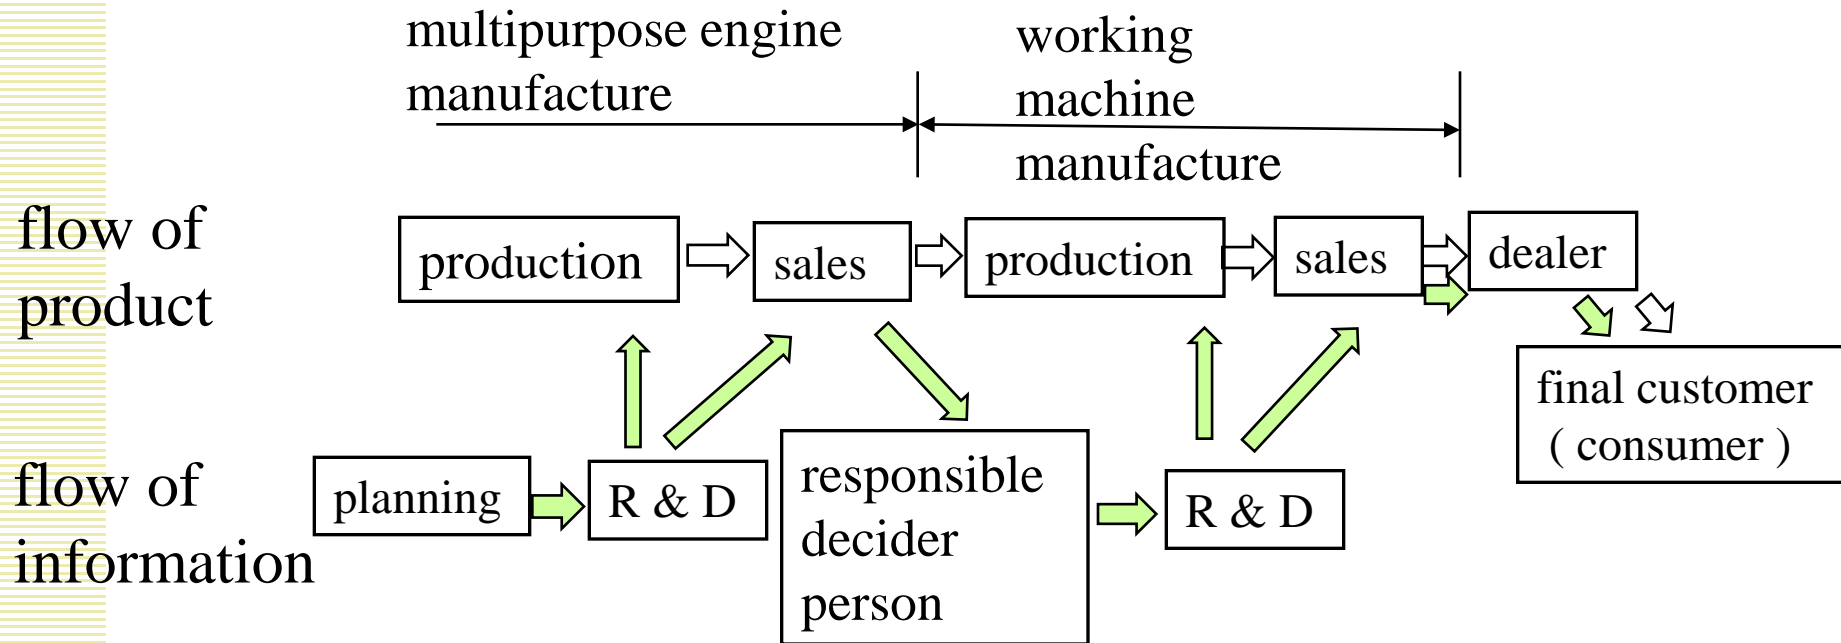 multipurpose engine
manufacture
working
machine
manufacture
flow of
product
production
sales
production
sales
dealer
final customer
( consumer )
flow of
information
planning
R & D
responsible
decider
person
R & D